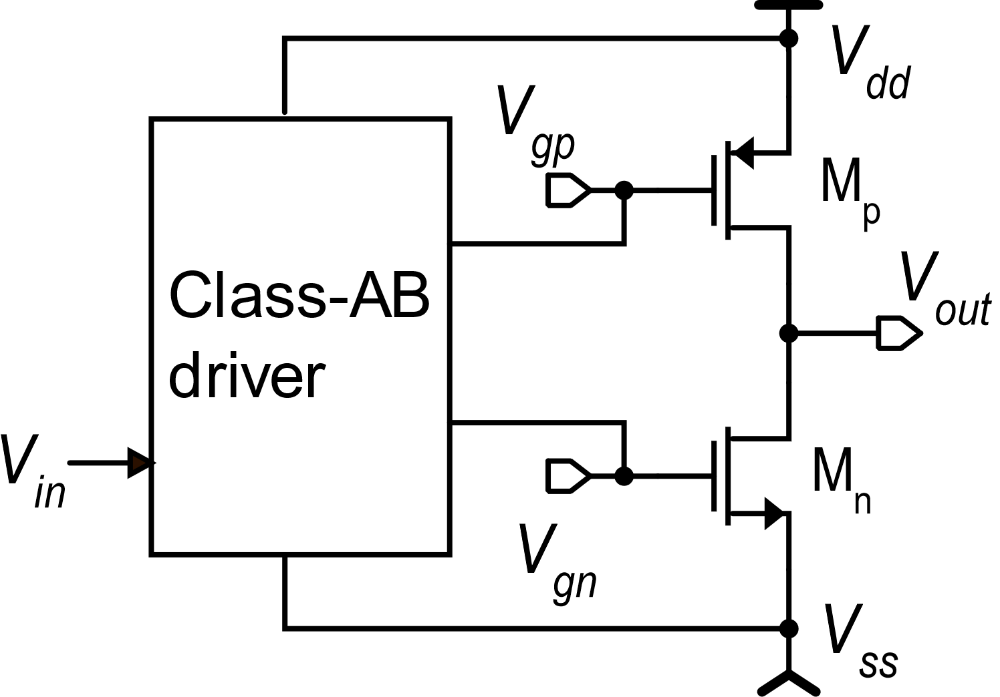 Vdd
Vgp
Mp
Vout
Class-AB
driver
Vin
Mn
Vgn
Vss